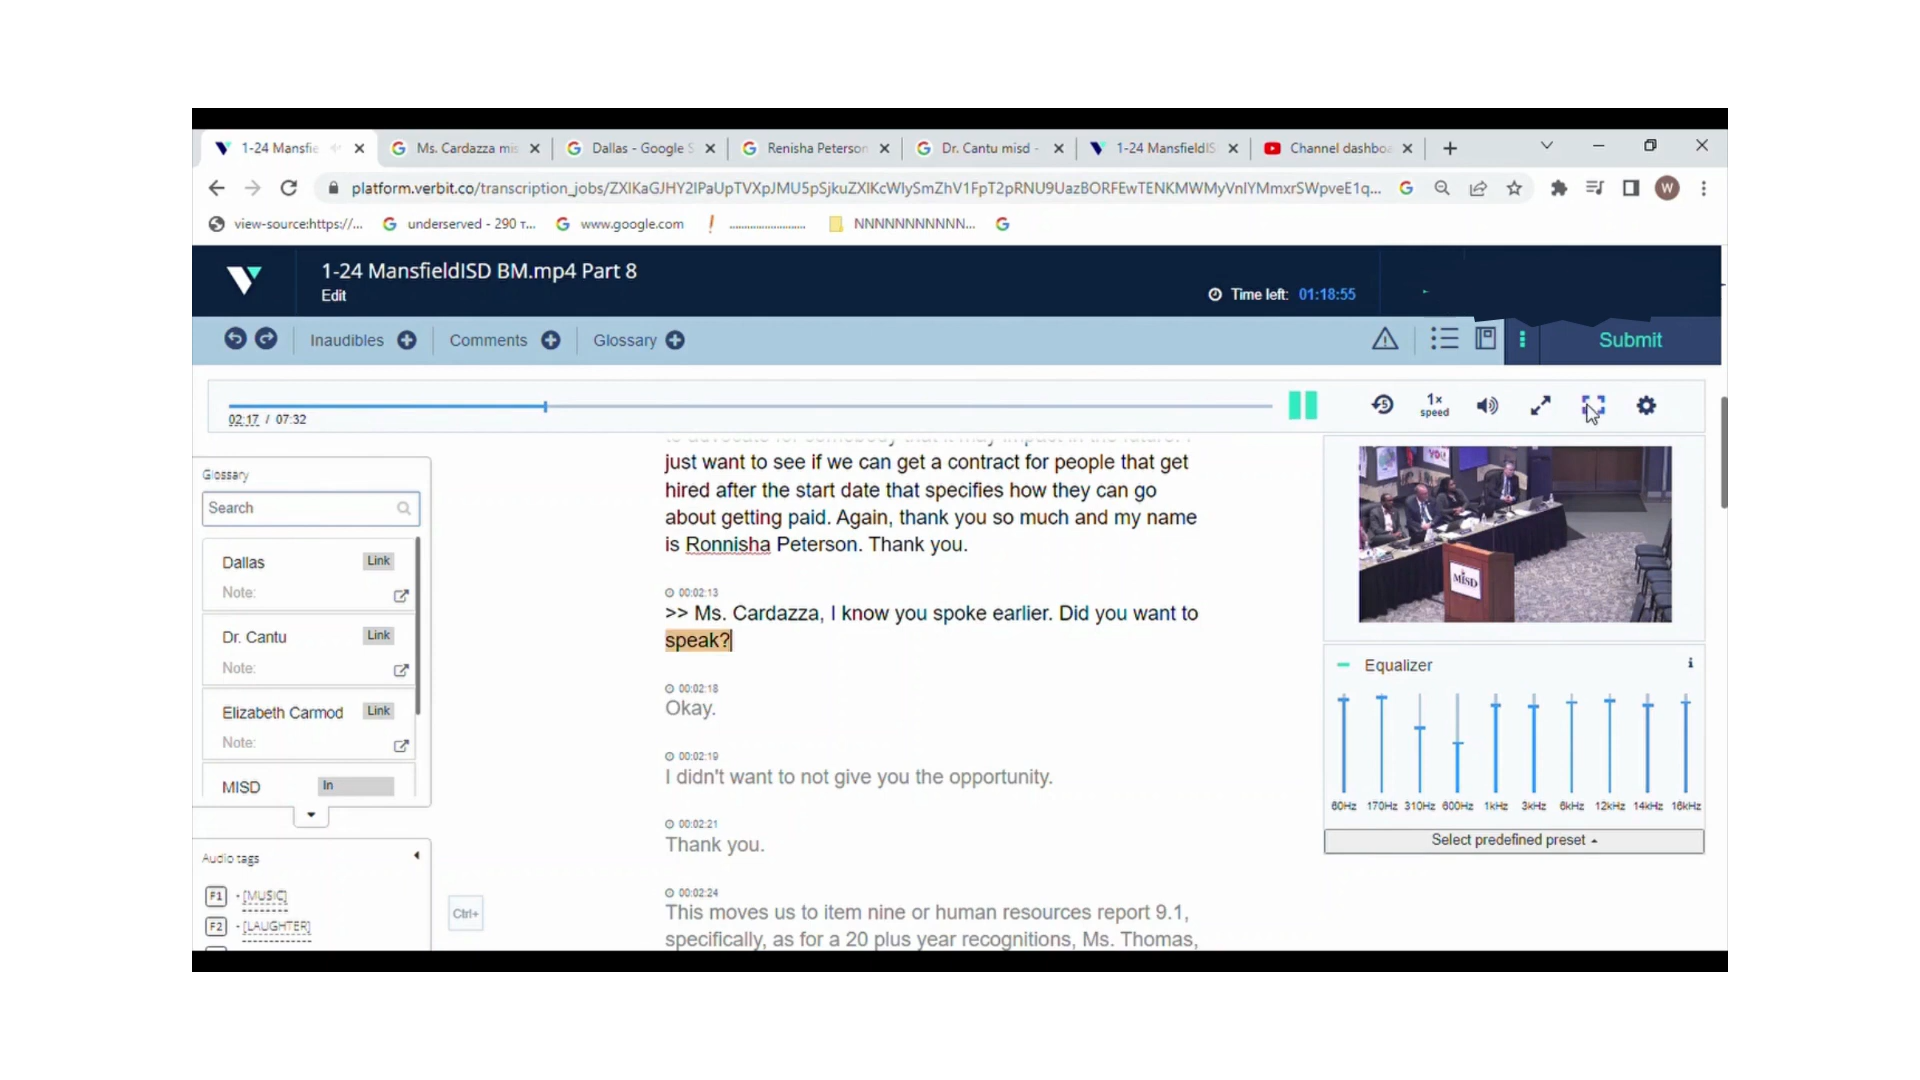 1-24 Mansfie
Ms. Cardazza mis
Dallas - Google S
Renisha Peterson
Dr. Cantu misd -
1-24 MansfieldIS
Channel dashboa
platform.verbit.co/transcription_jobs/ZXlKaGJHY2lPaUpTVXpJMU5pSjkuZXlKcWlySmZhV1FpT2pRNU9UazBORFEwTENKMWMyVnlYMmxrSWpveE1q...
W
view-source:https://...
underserved - 290 т...
www.google.com
NNNNNNNNNNN...
1-24 MansfieldISD BM.mp4 Part 8
Edit
Time left: 01:18:55
Inaudibles
Comments
Glossary
Submit
02:17 / 07:32
5
1x
speed
Glossary
Search
Dallas Link
Note:
Dr. Cantu Link
Note:
Elizabeth Carmod Link
Note:
MISD In
Audio tags
F1 - [MUSIC]
F2 - [LAUGHTER]
Ctrl+
just want to see if we can get a contract for people that get
hired after the start date that specifies how they can go
about getting paid. Again, thank you so much and my name
is Ronnisha Peterson. Thank you.
00:02:13
>> Ms. Cardazza, I know you spoke earlier. Did you want to
speak?
00:02:18
Okay.
00:02:19
I didn't want to not give you the opportunity.
00:02:21
Thank you.
00:02:24
This moves us to item nine or human resources report 9.1,
specifically, as for a 20 plus year recognitions, Ms. Thomas,
YOU
MISD
Equalizer
60Hz 170Hz 310Hz 600Hz 1kHz 3kHz 6kHz 12kHz 14kHz 16kHz
Select predefined preset